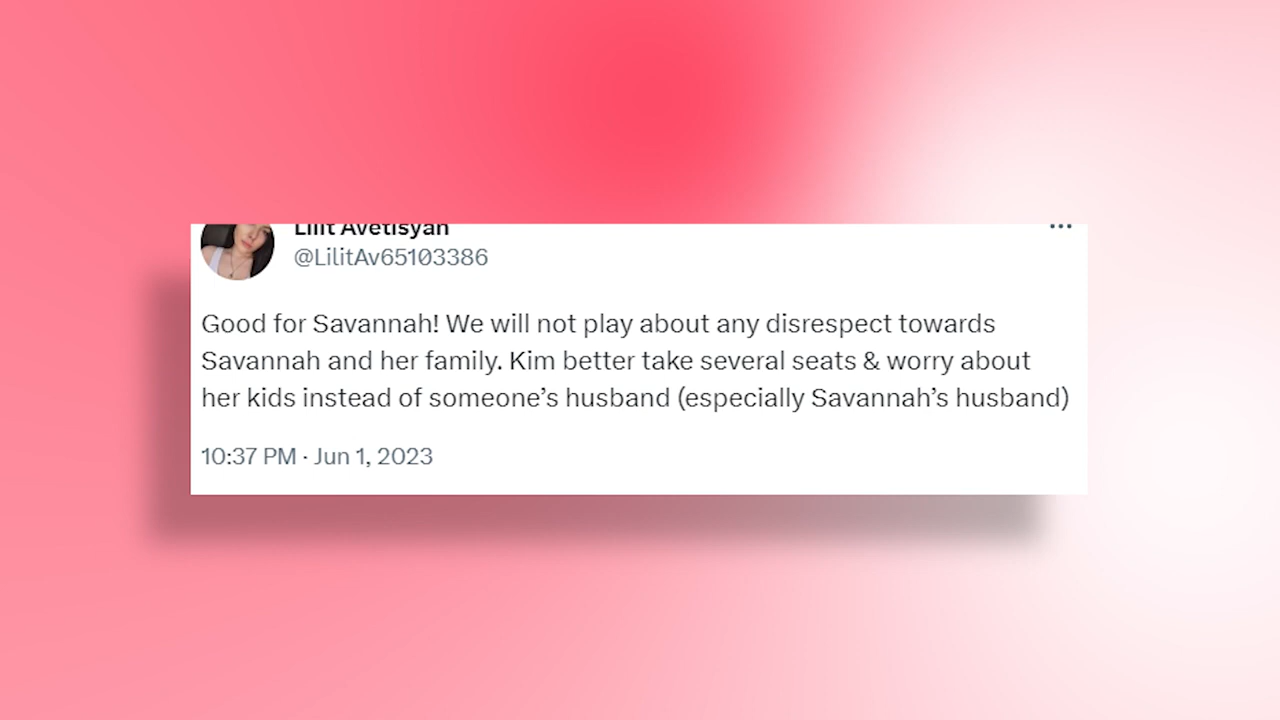 Lilit Avetisyan
@LilitAv65103386
Good for Savannah! We will not play about any disrespect towards
Savannah and her family. Kim better take several seats & worry about
her kids instead of someone’s husband (especially Savannah’s husband)
10:37 PM · Jun 1, 2023